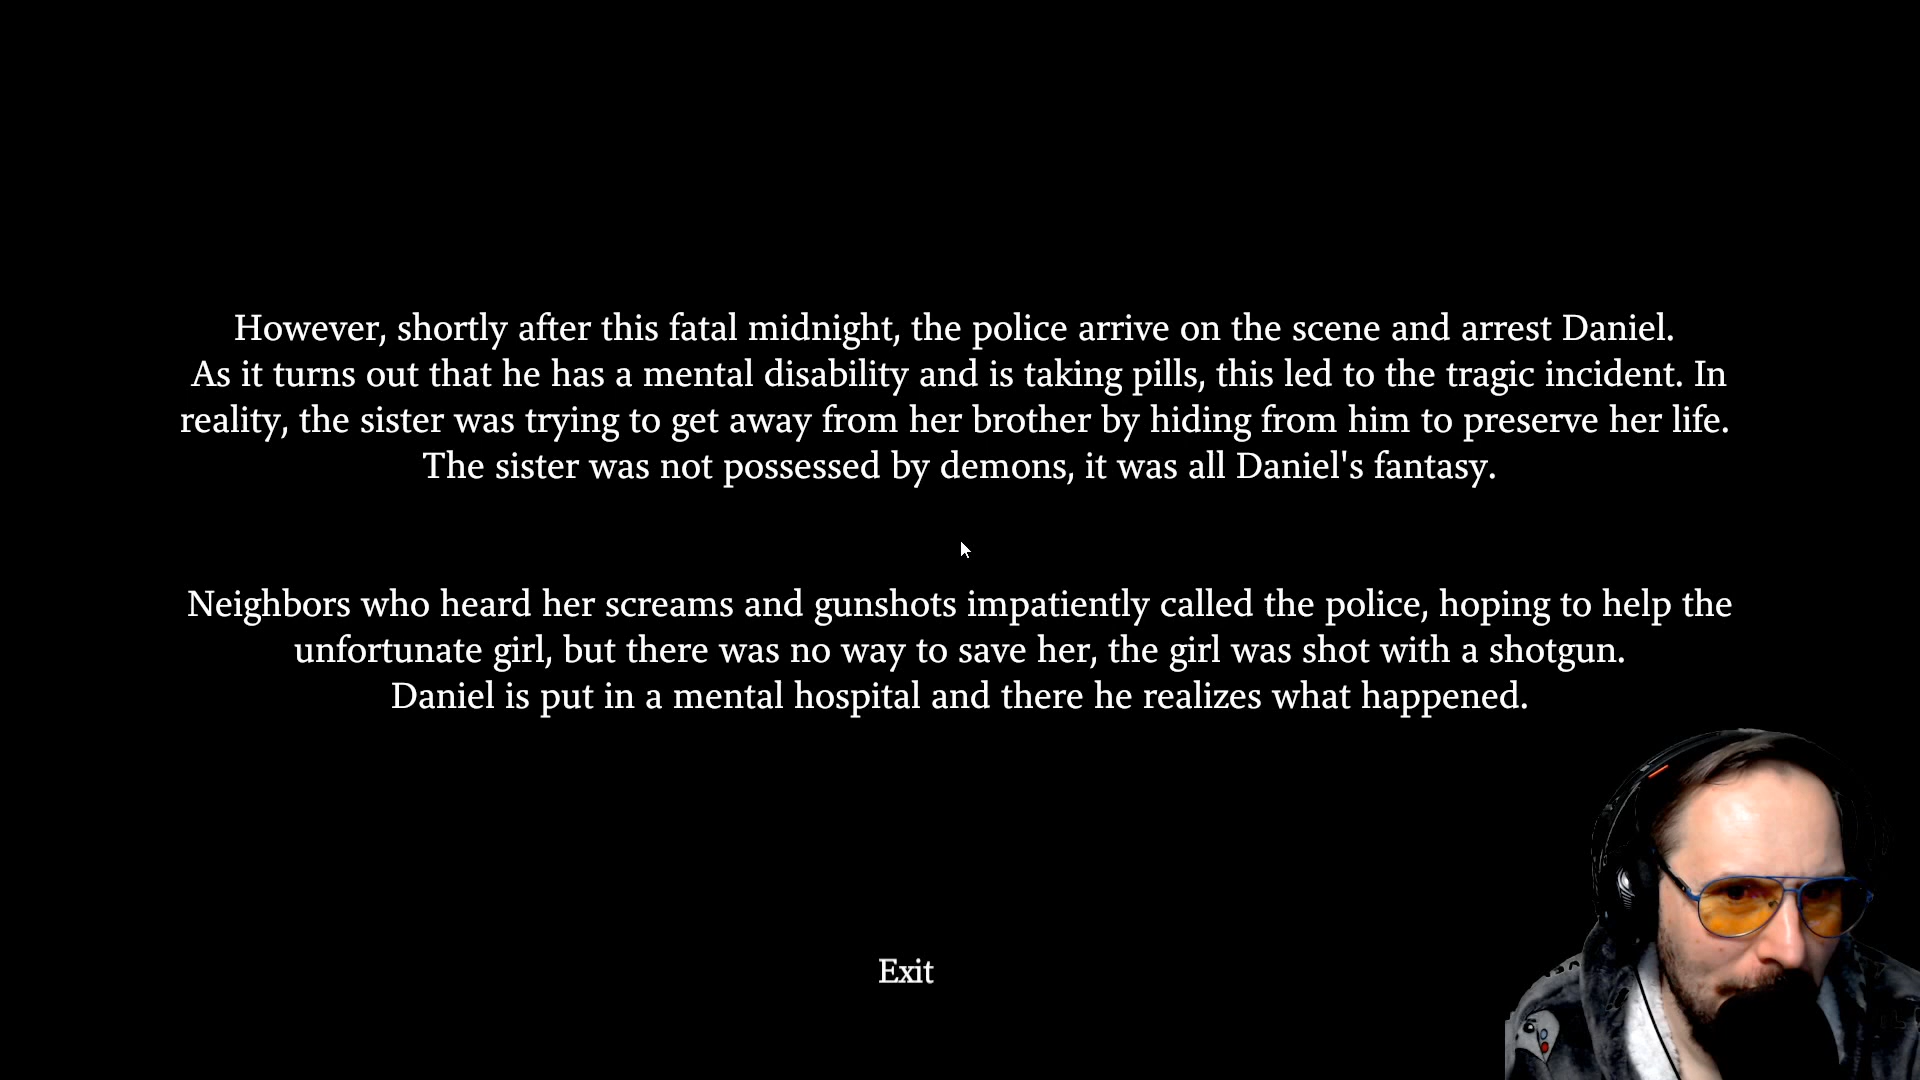 However, shortly after this fatal midnight, the police arrive on the scene and arrest Daniel.
As it turns out that he has a mental disability and is taking pills, this led to the tragic incident. In
reality, the sister was trying to get away from her brother by hiding from him to preserve her life.
The sister was not possessed by demons, it was all Daniel's fantasy.
Neighbors who heard her screams and gunshots impatiently called the police, hoping to help the
unfortunate girl, but there was no way to save her, the girl was shot with a shotgun.
Daniel is put in a mental hospital and there he realizes what happened.
Exit